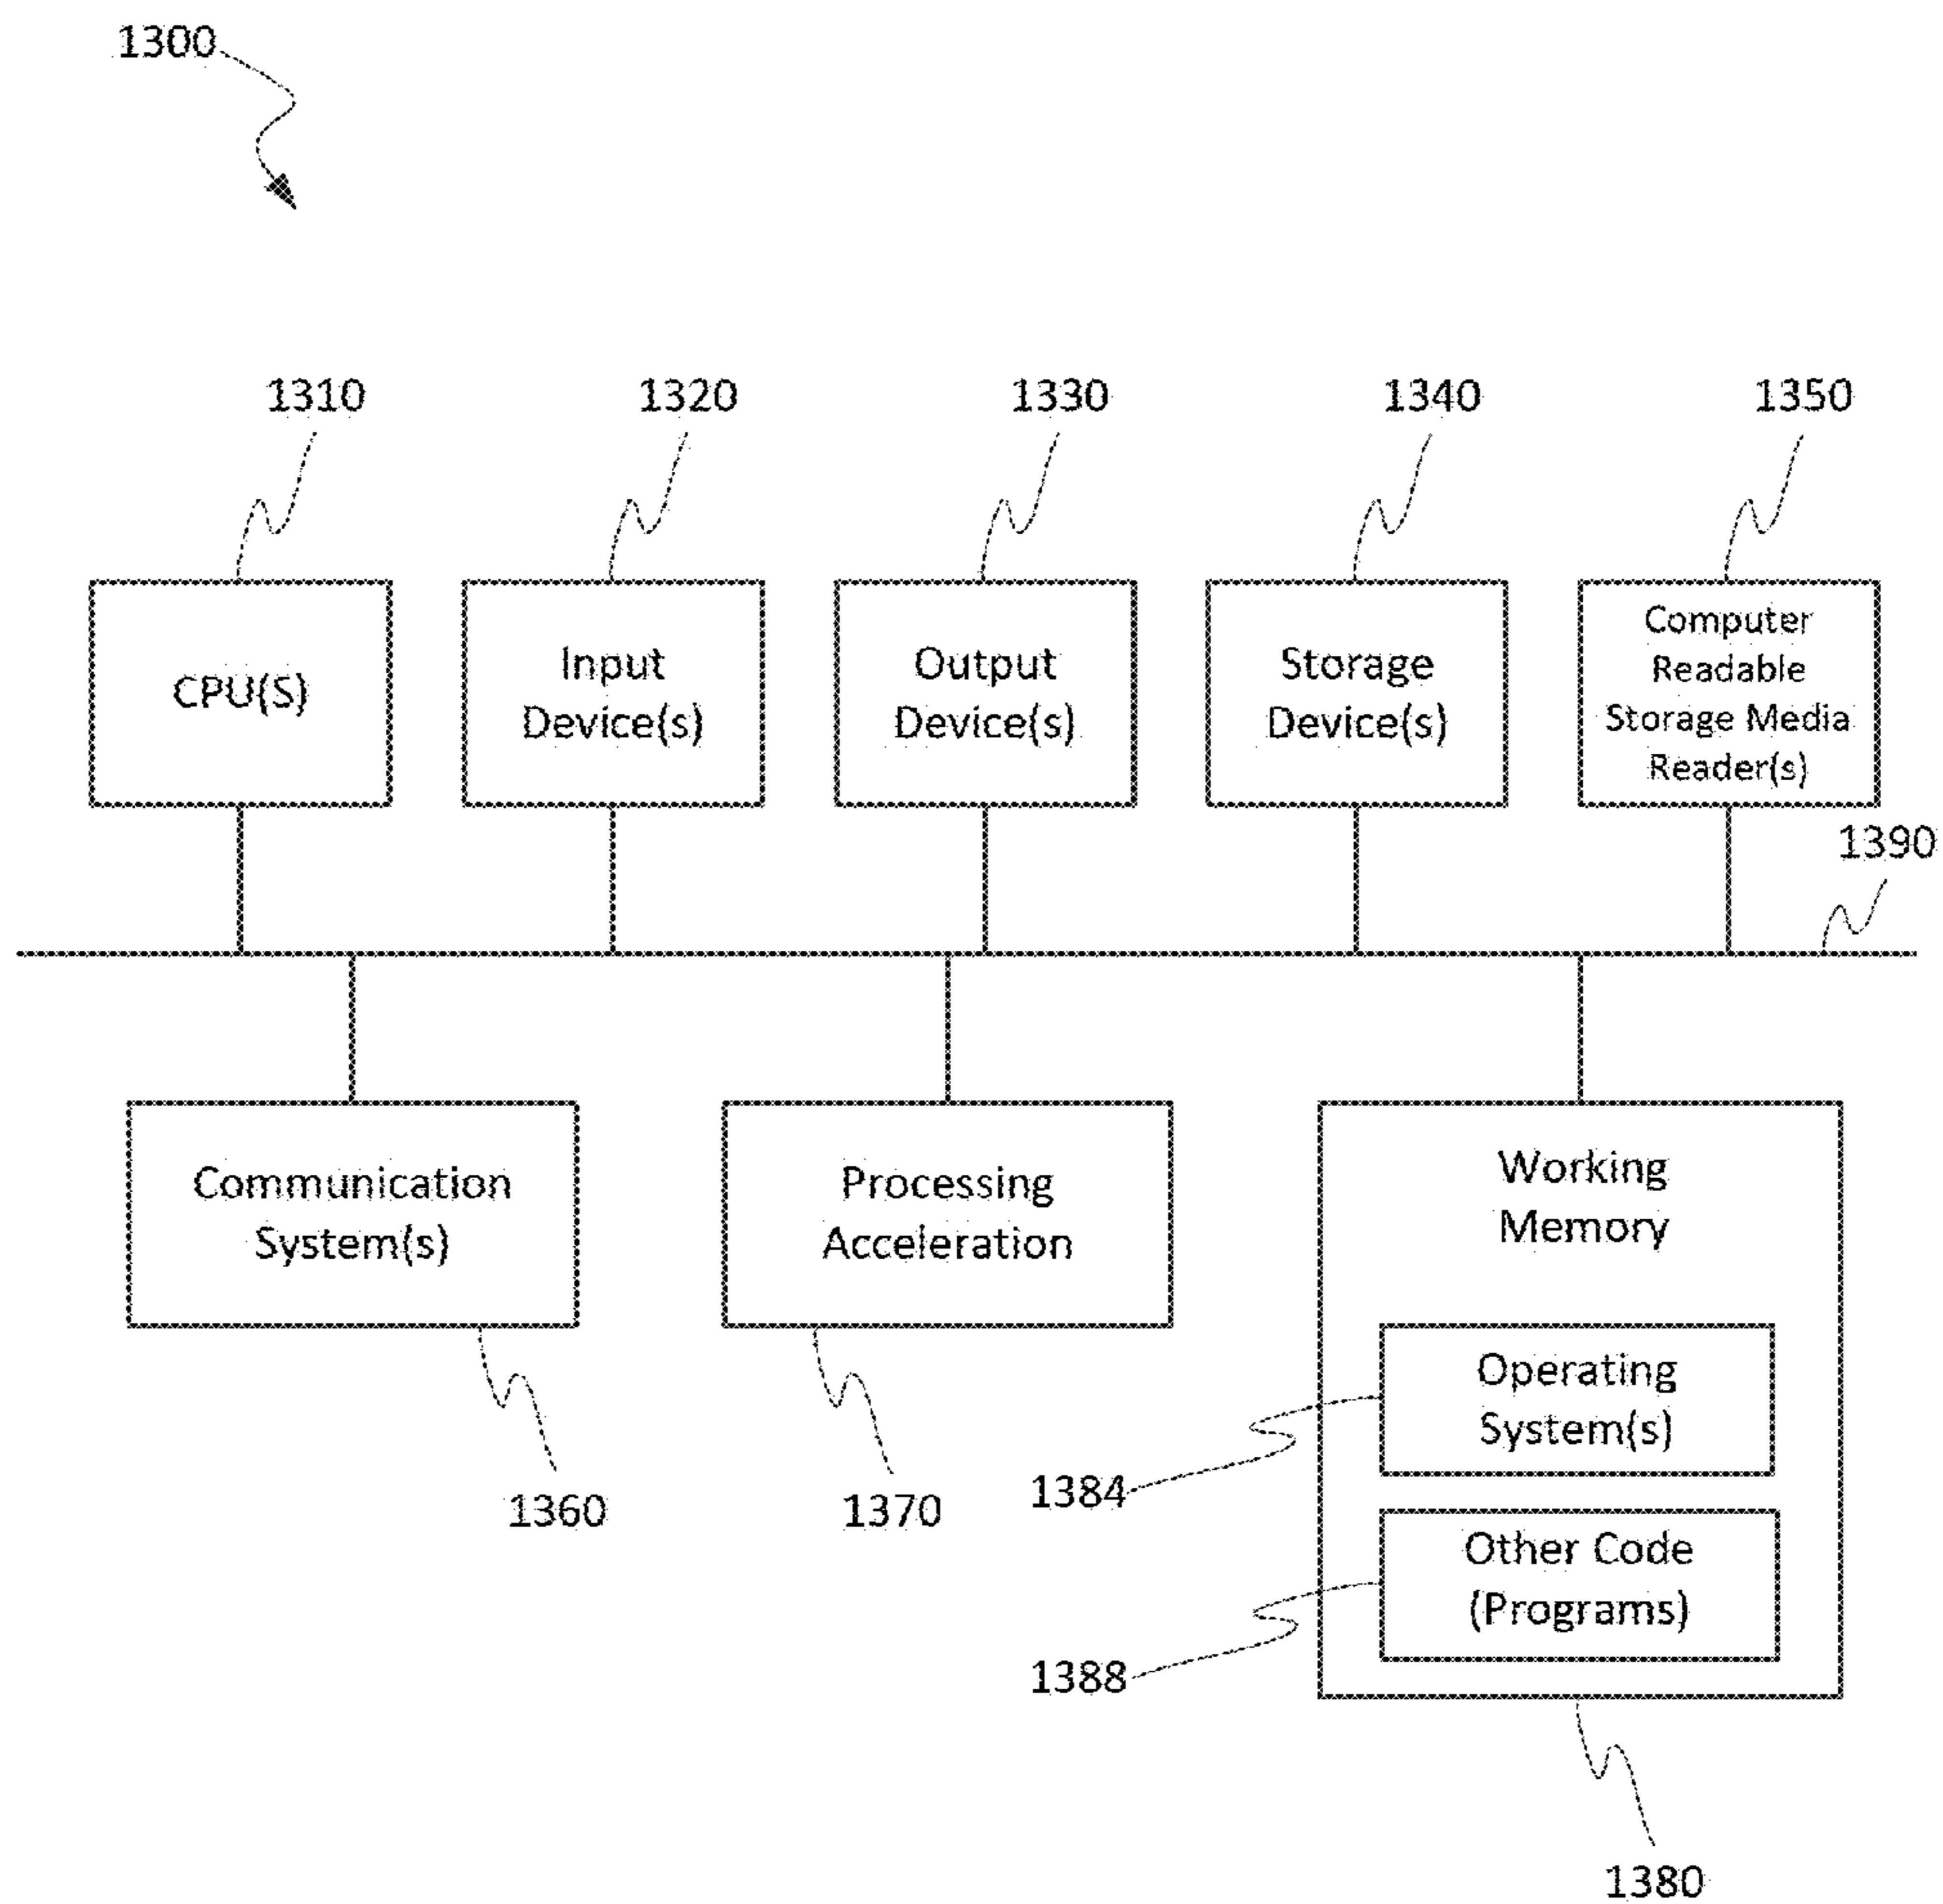 1300
1310
1320
1330
1340
1350
CPU(S)
Input
Device(s)
Output
Device(s)
Storage
Device(s)
Computer
Readable
Storage Media
Reader(s)
1390
Communication
System(s)
Processing
Acceleration
Working
Memory
Operating
System(s)
Other Code
(Programs)
1360
1370
1384
1388
1380